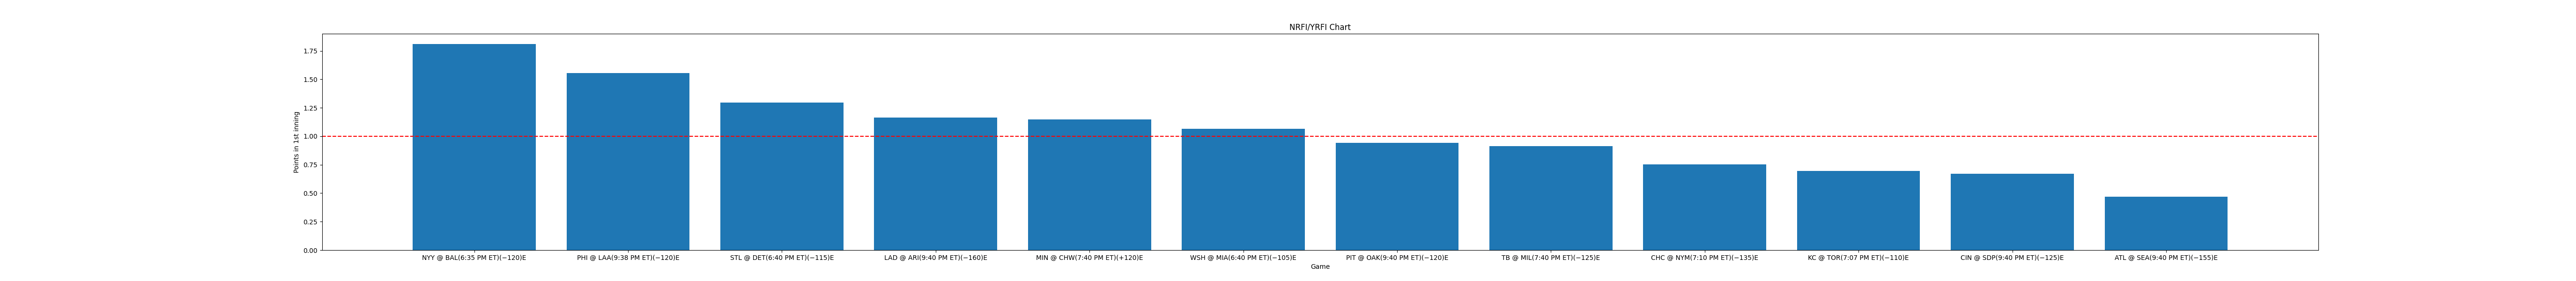 NRFI/YRFI Chart
Points in 1st inning
1.75
1.50
1.25
1.00
0.75
0.50
0.25
0.00
NYY @ BAL(6:35 PM ET)(−120)E PHI @ LAA(9:38 PM ET)(−120)E STL @ DET(6:40 PM ET)(−115)E LAD @ ARI(9:40 PM ET)(−160)E MIN @ CHW(7:40 PM ET)(+120)E WSH @ MIA(6:40 PM ET)(−105)E PIT @ OAK(9:40 PM ET)(−120)E TB @ MIL(7:40 PM ET)(−125)E CHC @ NYM(7:10 PM ET)(−135)E KC @ TOR(7:07 PM ET)(−110)E CIN @ SDP(9:40 PM ET)(−125)E ATL @ SEA(9:40 PM ET)(−155)E
Game